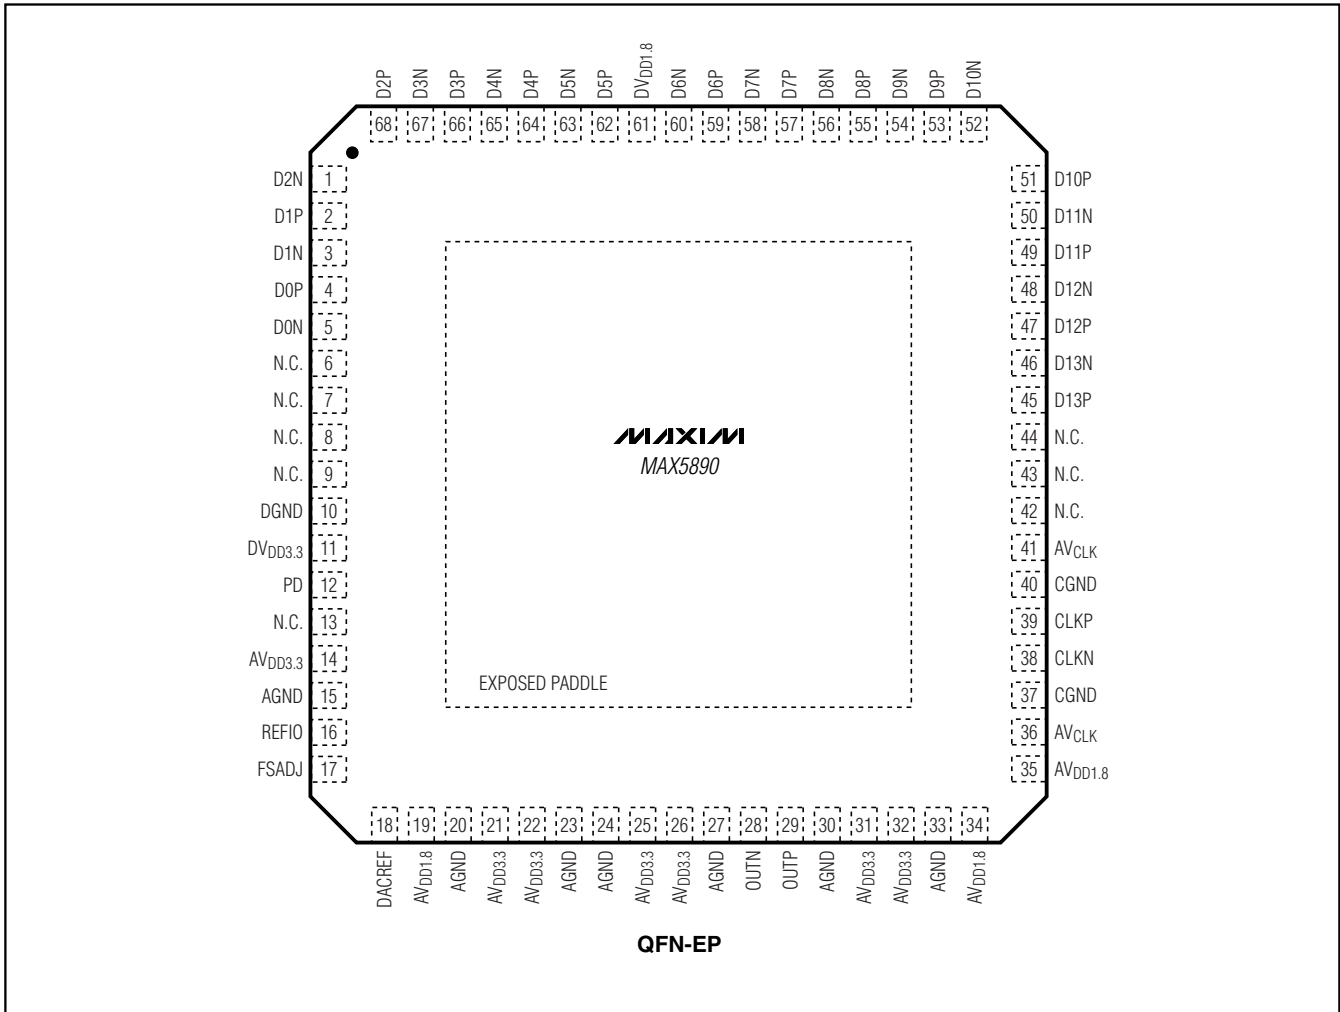 D2P D3N D3P D4N D4P D5N D5P DVDD1.8 D6N D6P D7N D7P D8N D8P D9N D9P D10N
68 67 66 65 64 63 62 61 60 59 58 57 56 55 54 53 52
D2N 1 51 D10P
D1P 2 50 D11N
D1N 3 49 D11P
D0P 4 48 D12N
D0N 5 47 D12P
N.C. 6 46 D13N
N.C. 7 45 D13P
N.C. 8 44 N.C.
N.C. 9 43 N.C.
DGND 10 42 N.C.
DVDD3.3 11 41 AVCLK
PD 12 40 CGND
N.C. 13 39 CLKP
AVDD3.3 14 38 CLKN
AGND 15 37 CGND
REFIO 16 36 AVCLK
FSADJ 17 35 AVDD1.8
MAXIM
MAX5890
EXPOSED PADDLE
18 19 20 21 22 23 24 25 26 27 28 29 30 31 32 33 34
DACREF AVDD1.8 AGND AVDD3.3 AVDD3.3 AGND AGND AVDD3.3 AVDD3.3 AGND OUTN OUTP AGND AVDD3.3 AVDD3.3 AGND AVDD1.8
QFN-EP